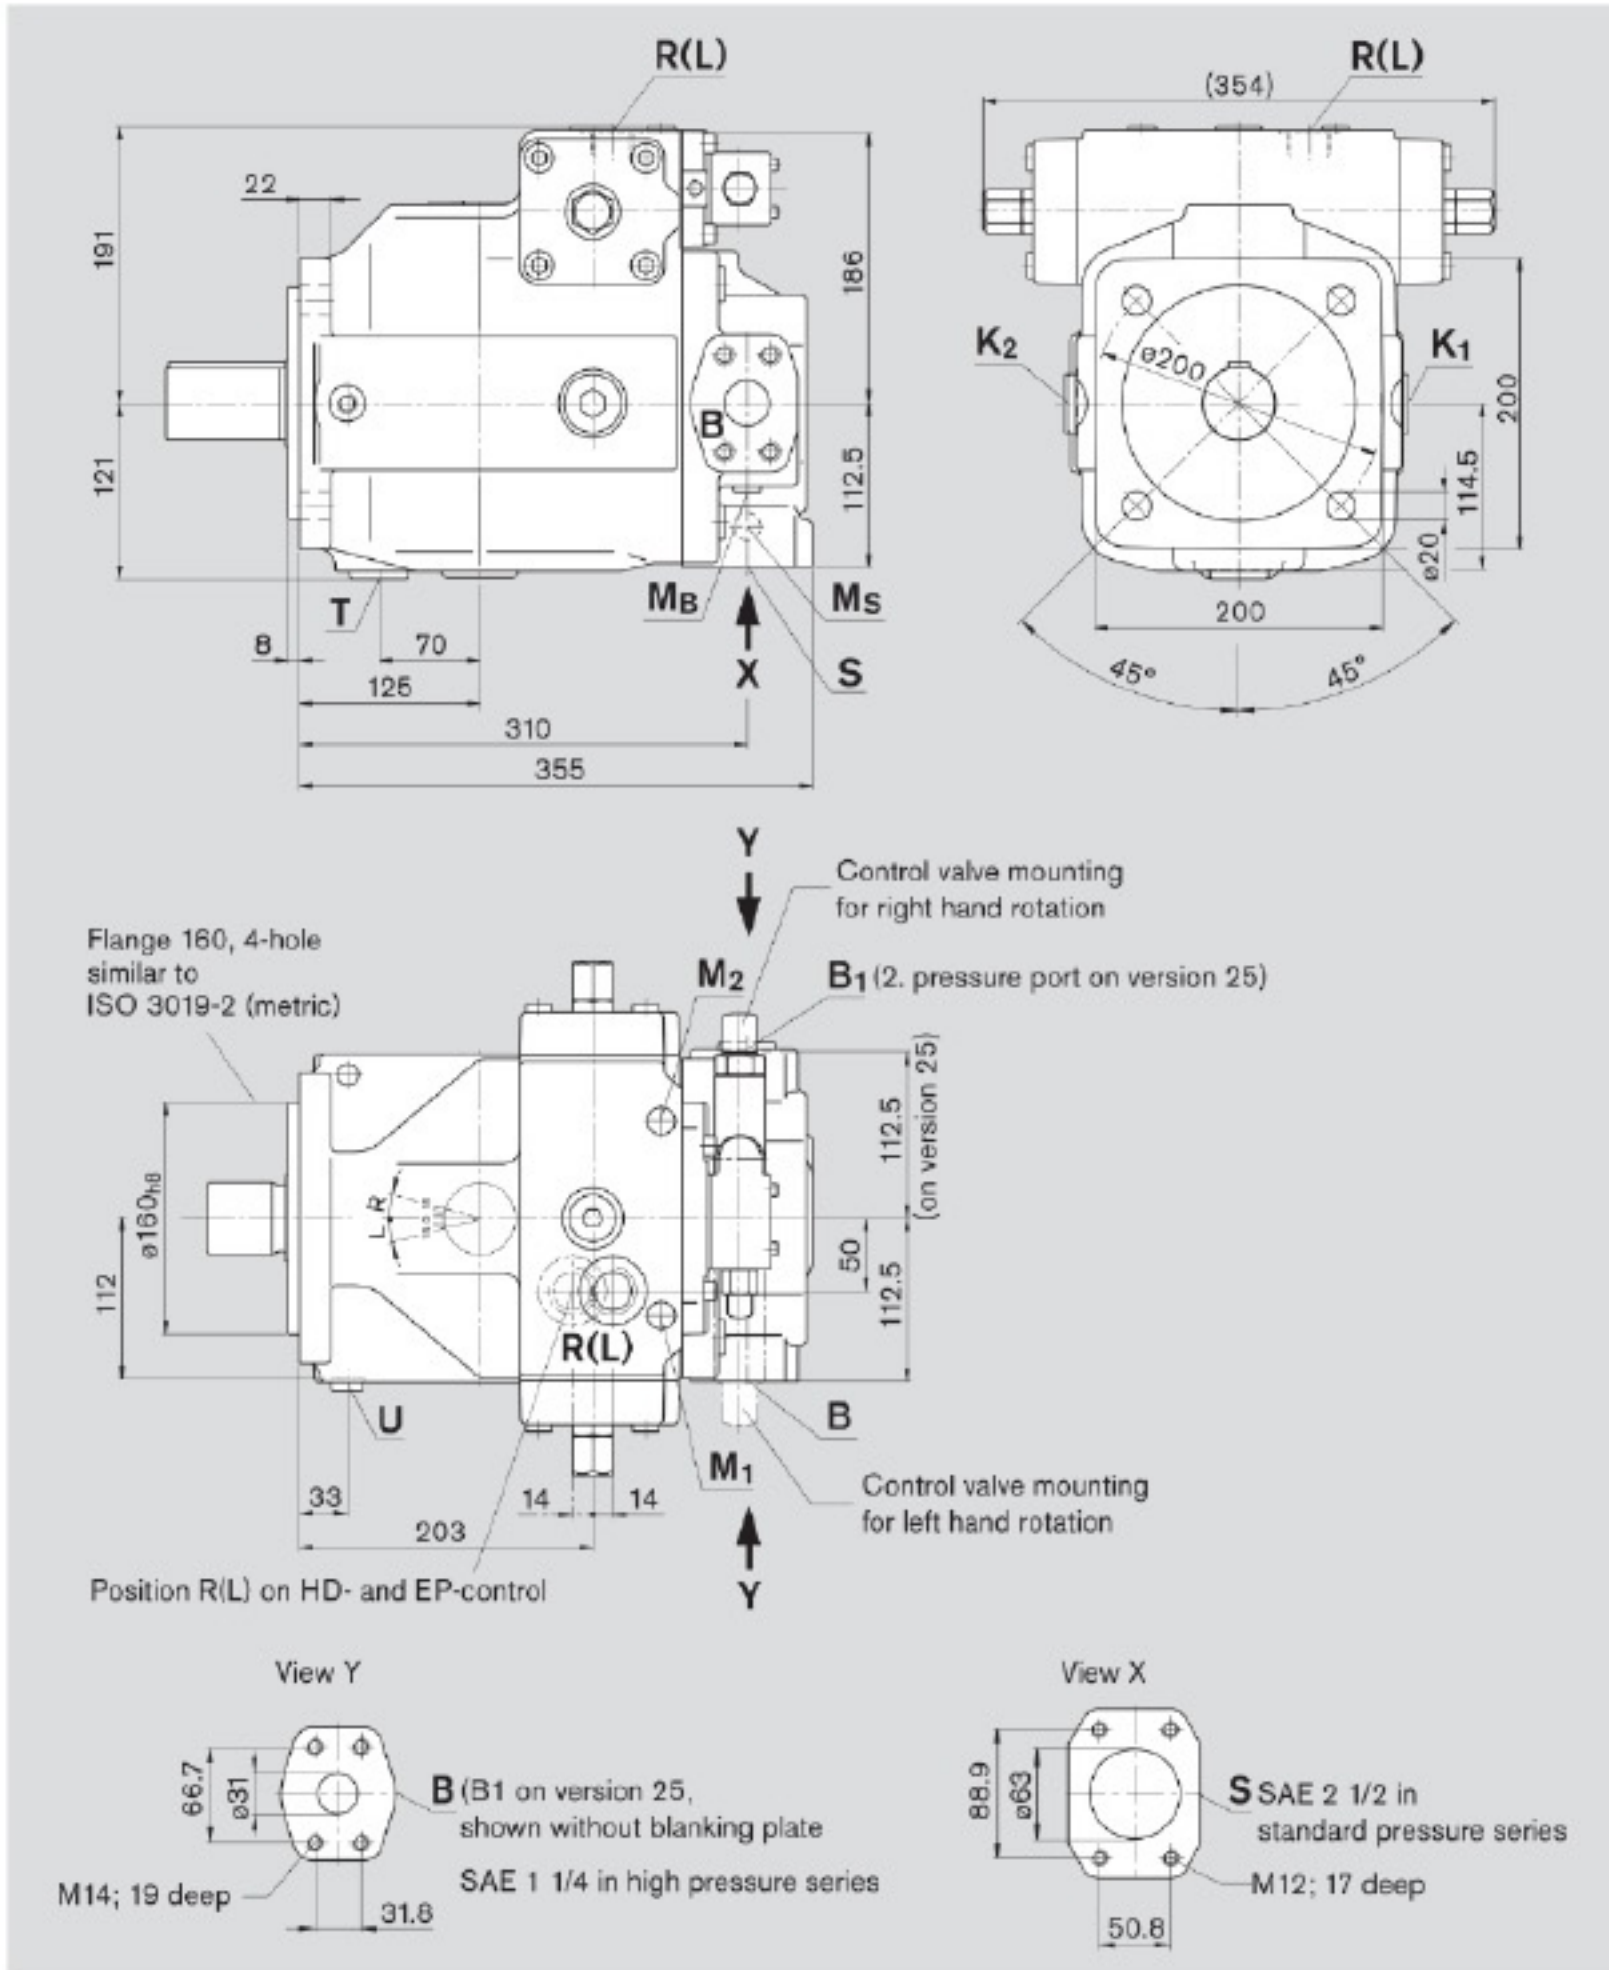 R(L)
22
191
121
186
112.5
B
T
MB
MS
X
S
8
70
125
310
355
R(L)
(354)
K2
K1
ø200
200
114.5
ø20
200
45°
45°
Y
Control valve mounting
for right hand rotation
Flange 160, 4-hole
similar to
ISO 3019-2 (metric)
M2
B1 (2. pressure port on version 25)
112.5
(on version 25)
ø160h8
112
L
R
50
112.5
R(L)
U
B
M1
33
14
14
203
Control valve mounting
for left hand rotation
Y
Position R(L) on HD- and EP-control
View Y
66.7
ø31
B (B1 on version 25,
shown without blanking plate
SAE 1 1/4 in high pressure series
M14; 19 deep
31.8
View X
88.9
ø63
S SAE 2 1/2 in
standard pressure series
M12; 17 deep
50.8